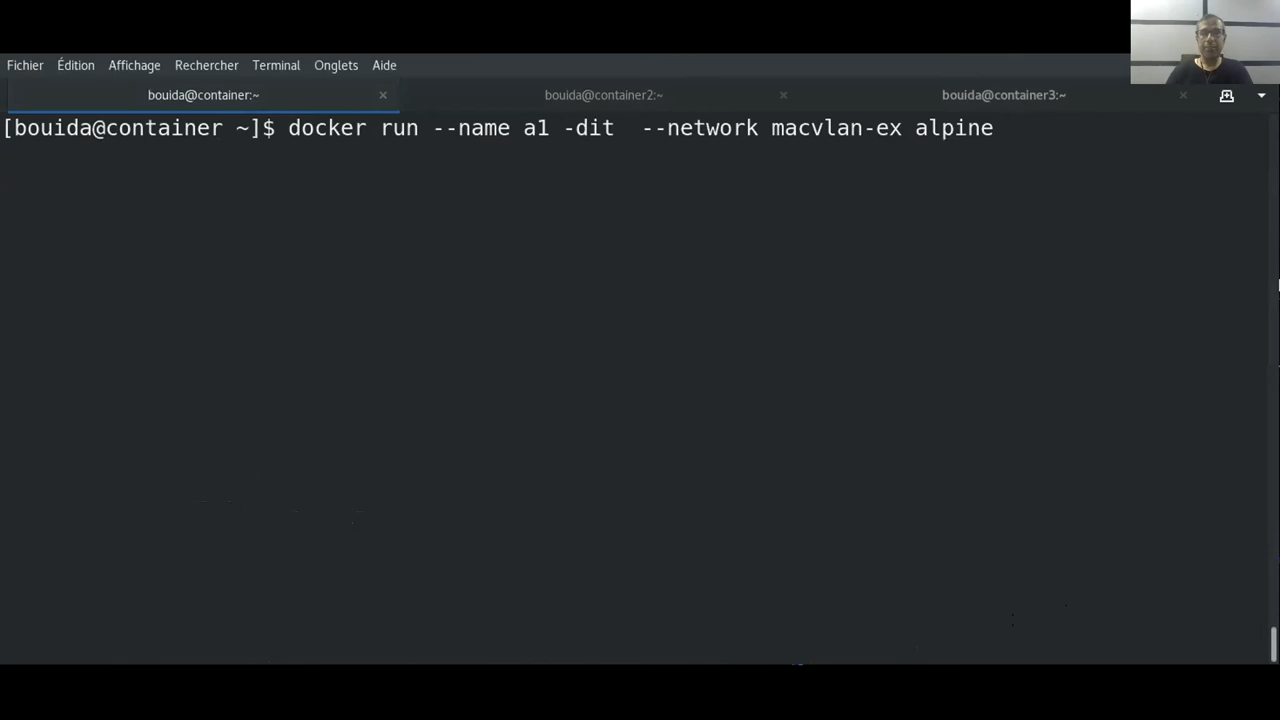 Fichier Édition Affichage Rechercher Terminal Onglets Aide
bouida@container:~ bouida@container2:~ bouida@container3:~
[bouida@container ~]$ docker run --name a1 -dit  --network macvlan-ex alpine